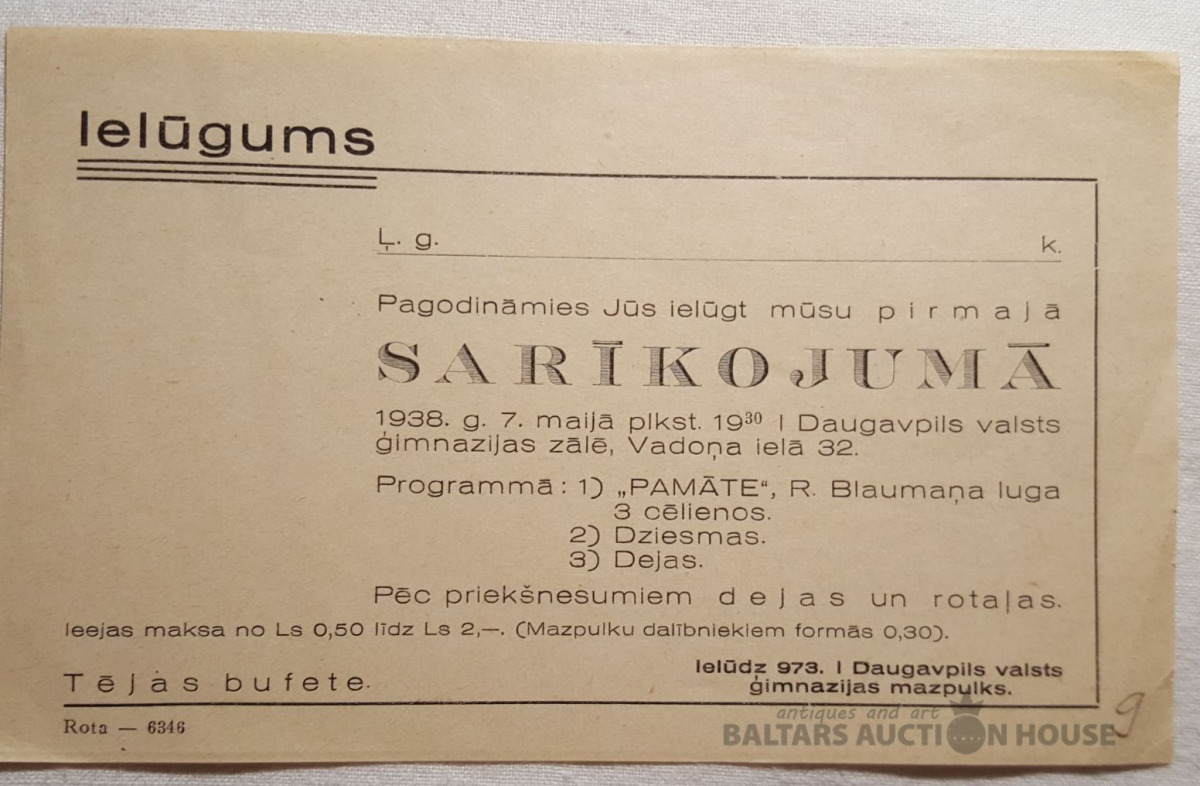 Ielūgums
Ļ. g. k.
Pagodināmies Jūs ielūgt mūsu pirmajā
SARĪKOJUMĀ
1938. g. 7. maijā plkst. 19³⁰ I Daugavpils valsts
ģimnazijas zālē, Vadoņa ielā 32.
Programmā: 1) „PAMĀTE“, R. Blaumaņa luga
3 cēlienos.
2) Dziesmas.
3) Dejas.
Pēc priekšnesumiem dejas un rotaļas.
Ieejas maksa no Ls 0,50 līdz Ls 2,—. (Mazpulku dalībniekiem formās 0,30).
Ielūdz 973. I Daugavpils valsts
Tējas bufete.
ģimnazijas mazpulks.
Rota — 6346
9
antiques and art
BALTARS AUCTION HOUSE